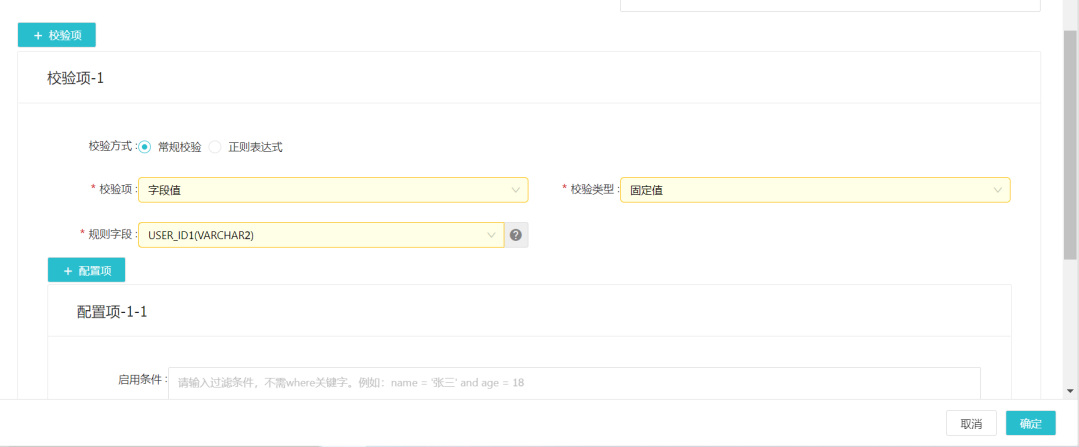 + 校验项
校验项-1
校验方式 : 常规校验 正则表达式
* 校验项 : 字段值 * 校验类型 : 固定值
* 规则字段 : USER_ID1(VARCHAR2) ?
+ 配置项
配置项-1-1
启用条件 : 请输入过滤条件，不需where关键字。例如：name = '张三' and age = 18
取消 确定